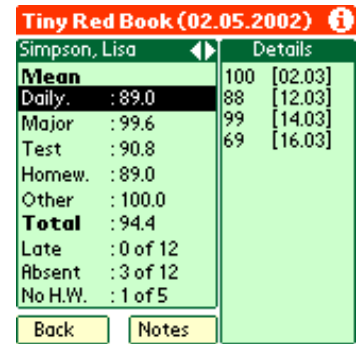 Tiny Red Book (02.05.2002) i
Simpson, Lisa
Mean
Daily. : 89.0
Major : 99.6
Test : 90.8
Homew. : 89.0
Other : 100.0
Total : 94.4
Late : 0 of 12
Absent : 3 of 12
No H.W. : 1 of 5
Back Notes
Details
100 [02.03]
88 [12.03]
99 [14.03]
69 [16.03]